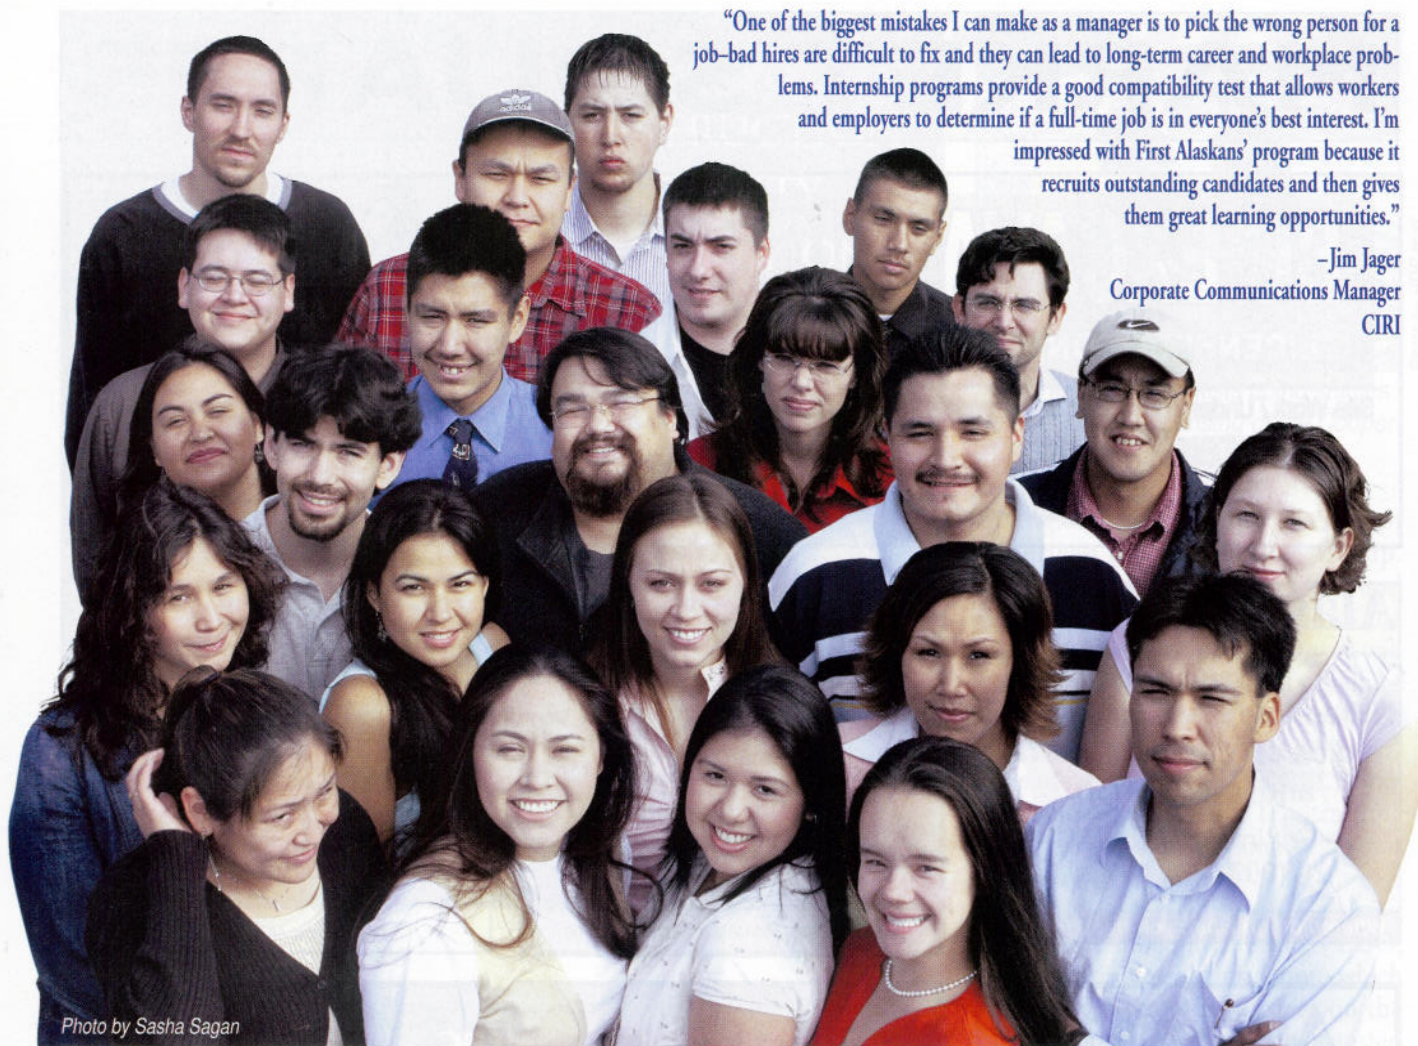 “One of the biggest mistakes I can make as a manager is to pick the wrong person for a
job–bad hires are difficult to fix and they can lead to long-term career and workplace prob-
lems. Internship programs provide a good compatibility test that allows workers
and employers to determine if a full-time job is in everyone’s best interest. I’m
impressed with First Alaskans’ program because it
recruits outstanding candidates and then gives
them great learning opportunities.”
–Jim Jager
Corporate Communications Manager
CIRI
adidas
Photo by Sasha Sagan